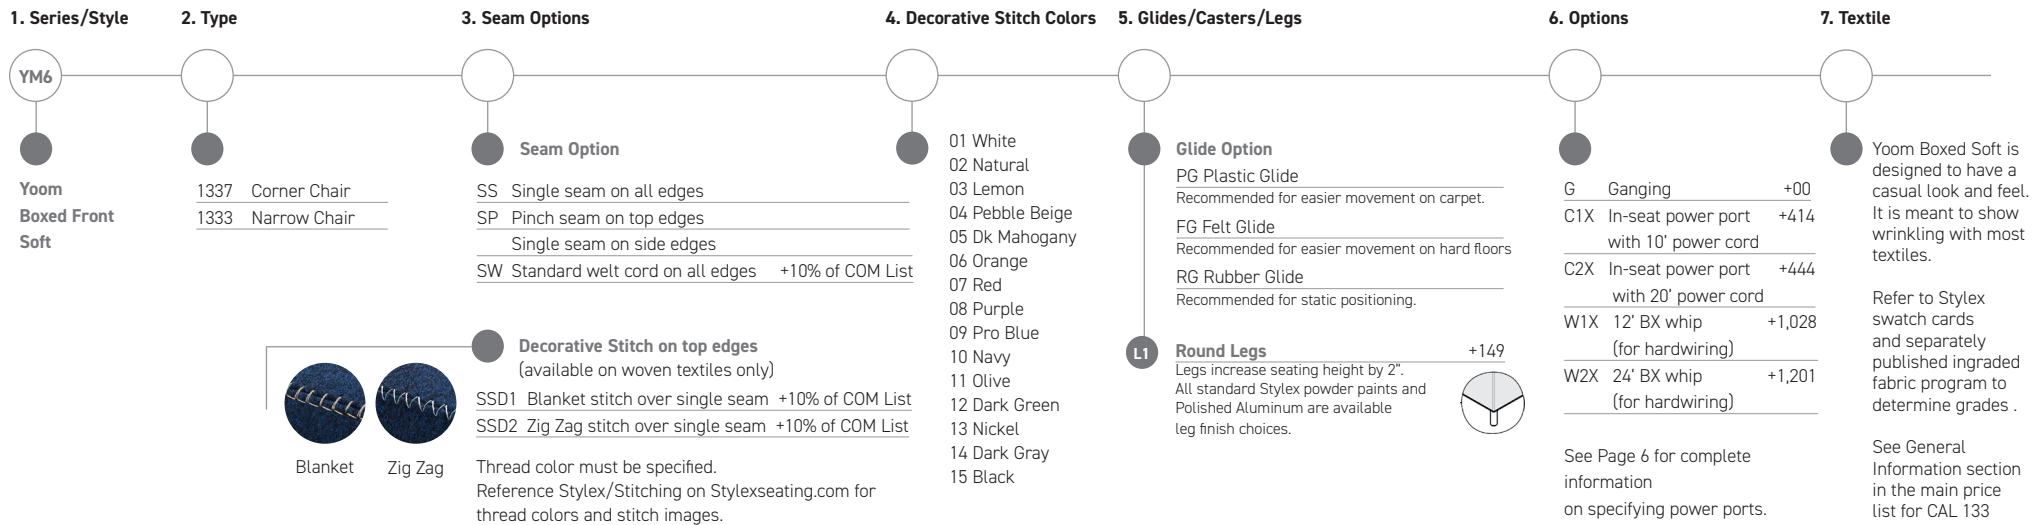 1. Series/Style
YM6
Yoom
Boxed Front
Soft
2. Type
1337 Corner Chair
1333 Narrow Chair
3. Seam Options
Seam Option
SS Single seam on all edges
SP Pinch seam on top edges
Single seam on side edges
SW Standard welt cord on all edges +10% of COM List
Decorative Stitch on top edges
(available on woven textiles only)
SSD1 Blanket stitch over single seam +10% of COM List
SSD2 Zig Zag stitch over single seam +10% of COM List
Blanket Zig Zag
Thread color must be specified.
Reference Stylex/Stitching on Stylexseating.com for
thread colors and stitch images.
4. Decorative Stitch Colors
01 White
02 Natural
03 Lemon
04 Pebble Beige
05 Dk Mahogany
06 Orange
07 Red
08 Purple
09 Pro Blue
10 Navy
11 Olive
12 Dark Green
13 Nickel
14 Dark Gray
15 Black
5. Glides/Casters/Legs
Glide Option
PG Plastic Glide
Recommended for easier movement on carpet.
FG Felt Glide
Recommended for easier movement on hard floors
RG Rubber Glide
Recommended for static positioning.
L1 Round Legs +149
Legs increase seating height by 2".
All standard Stylex powder paints and
Polished Aluminum are available
leg finish choices.
6. Options
G Ganging +00
C1X In-seat power port +414
with 10' power cord
C2X In-seat power port +444
with 20' power cord
W1X 12' BX whip +1,028
(for hardwiring)
W2X 24' BX whip +1,201
(for hardwiring)
See Page 6 for complete
information
on specifying power ports.
7. Textile
Yoom Boxed Soft is
designed to have a
casual look and feel.
It is meant to show
wrinkling with most
textiles.
Refer to Stylex
swatch cards
and separately
published ingraded
fabric program to
determine grades .
See General
Information section
in the main price
list for CAL 133